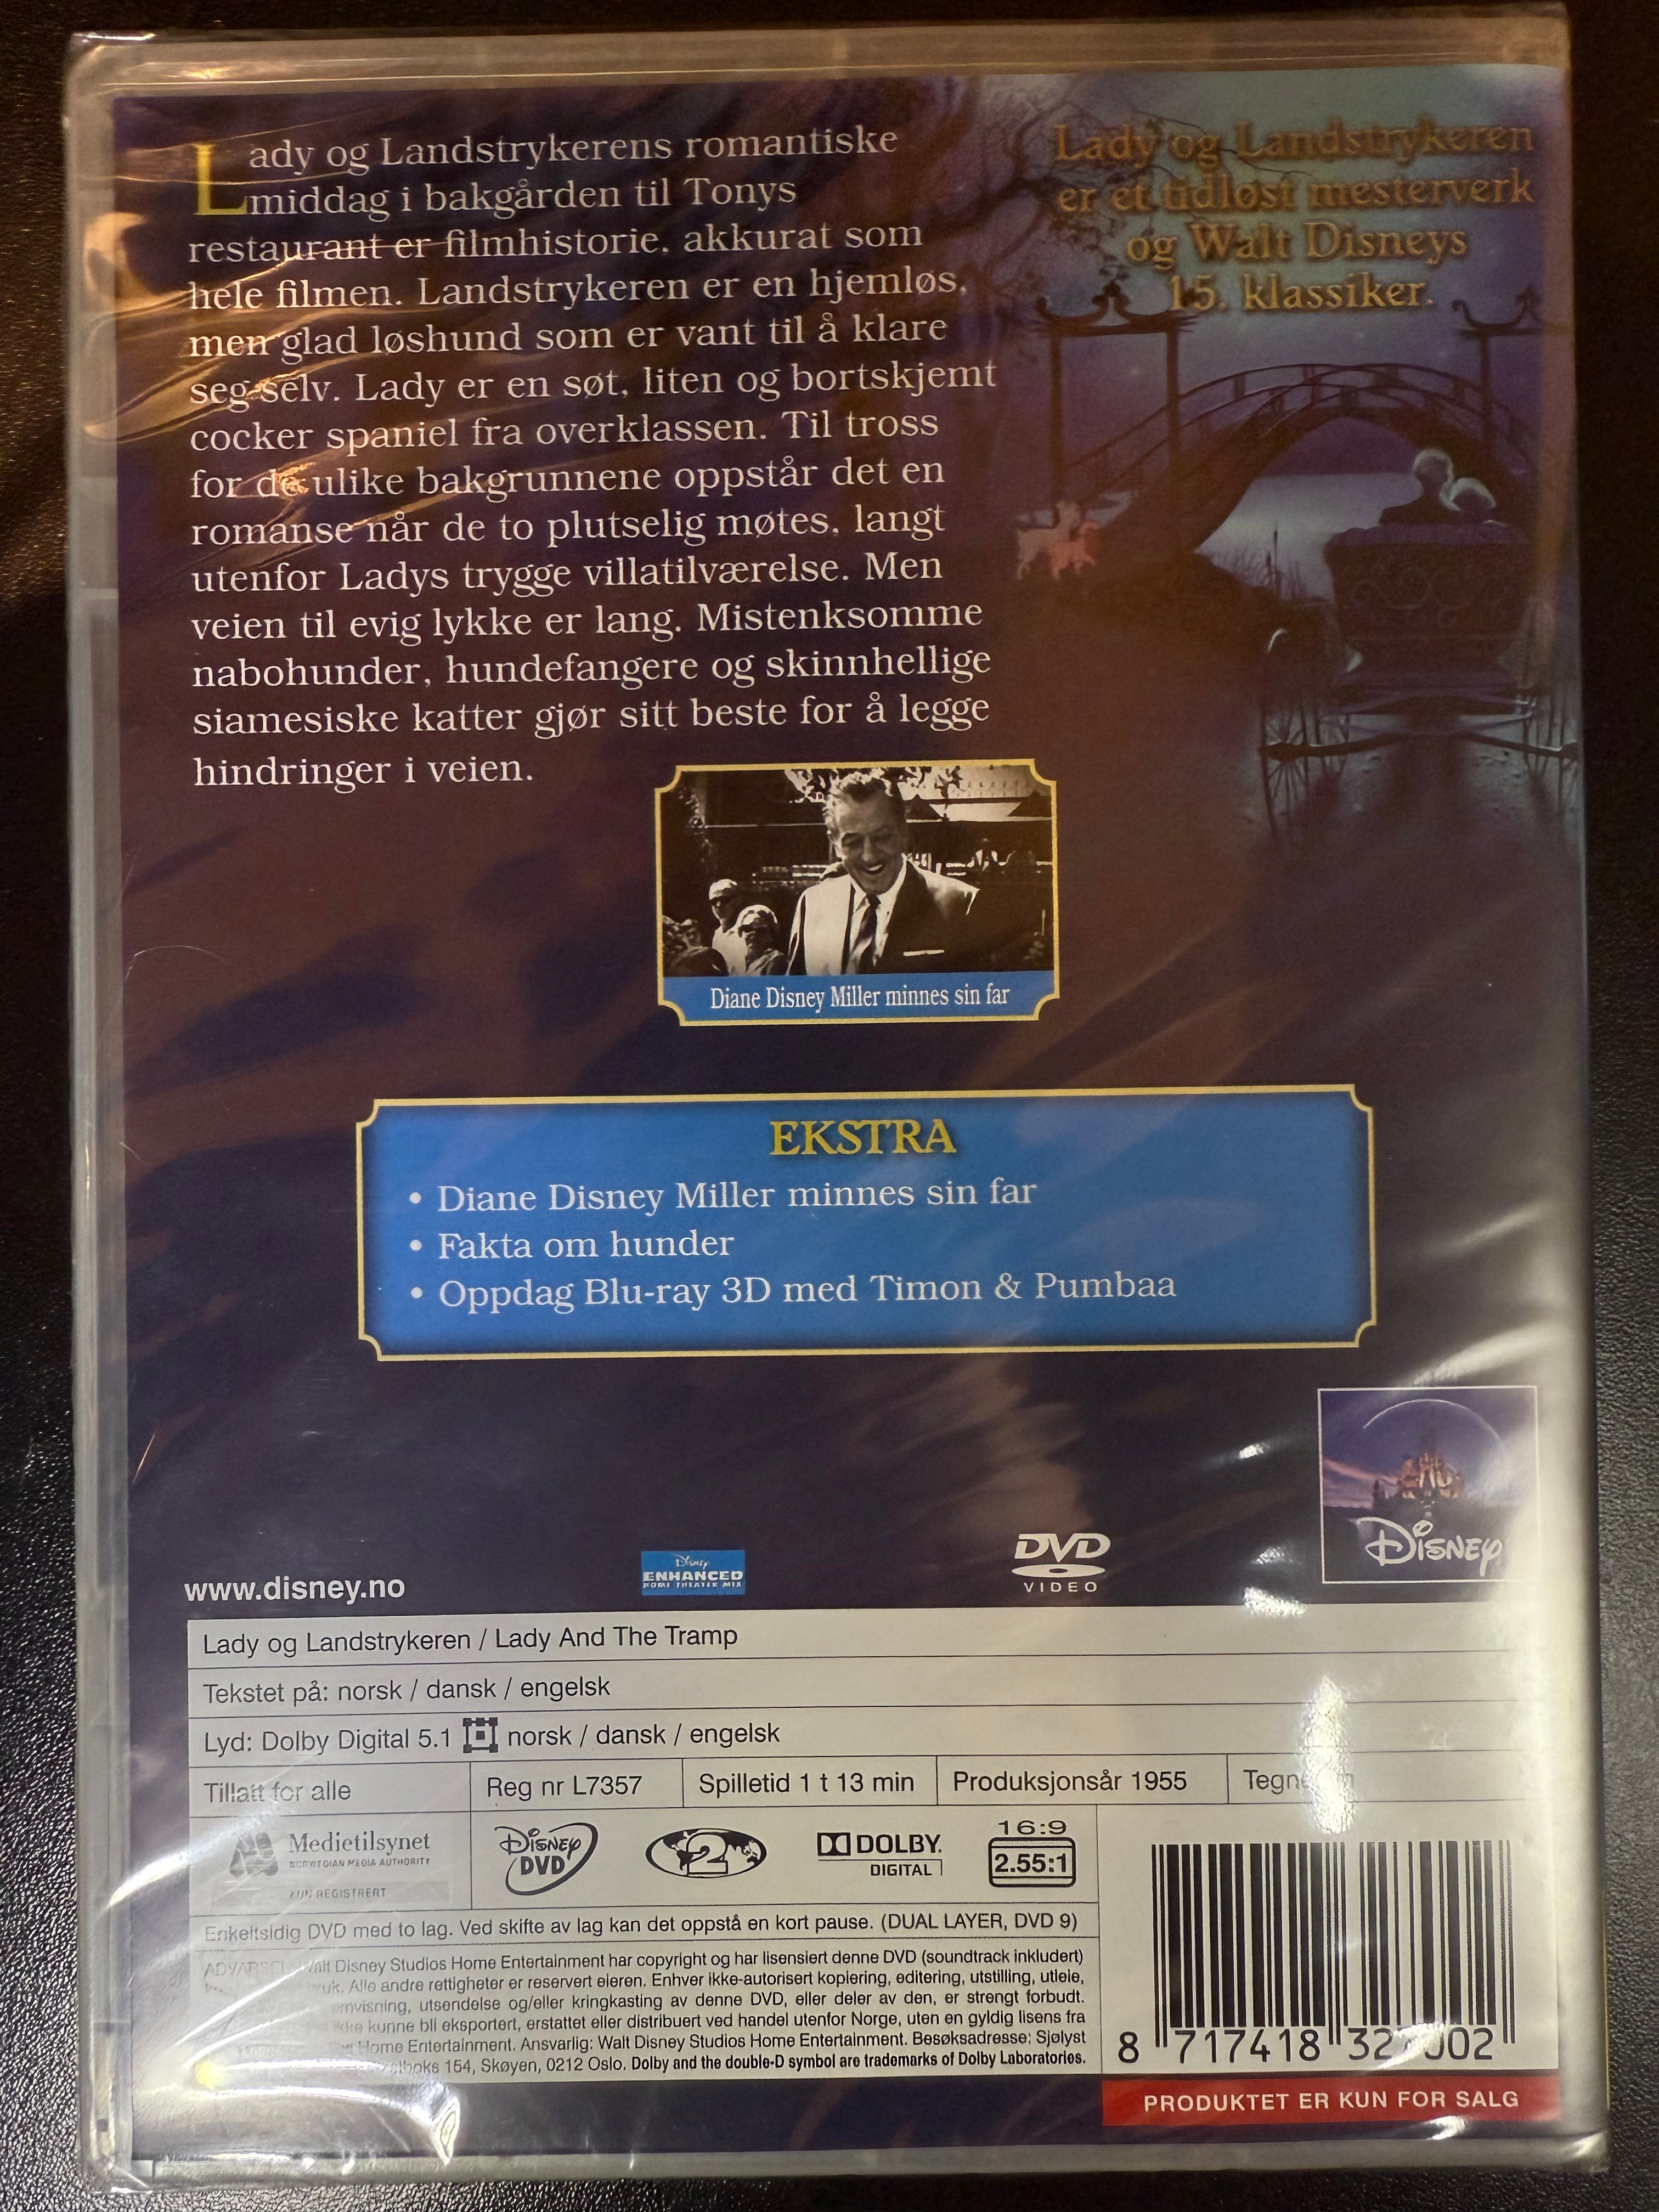 Lady og Landstrykerens romantiske
middag i bakgården til Tonys
restaurant er filmhistorie, akkurat som
hele filmen. Landstrykeren er en hjemløs,
men glad løshund som er vant til å klare
seg selv. Lady er en søt, liten og bortskjemt
cocker spaniel fra overklassen. Til tross
for de ulike bakgrunnene oppstår det en
romanse når de to plutselig møtes, langt
utenfor Ladys trygge villatilværelse. Men
veien til evig lykke er lang. Mistenksomme
nabohunder, hundefangere og skinnhellige
siamesiske katter gjør sitt beste for å legge
hindringer i veien.
Lady og Landstrykeren
er et tidløst mesterverk
og Walt Disneys
15. klassiker.
Diane Disney Miller minnes sin far
EKSTRA
• Diane Disney Miller minnes sin far
• Fakta om hunder
• Oppdag Blu-ray 3D med Timon & Pumbaa
Disney
www.disney.no
Disney
ENHANCED
HOME THEATER MIX
DVD
VIDEO
Lady og Landstrykeren / Lady And The Tramp
Tekstet på: norsk / dansk / engelsk
Lyd: Dolby Digital 5.1 norsk / dansk / engelsk
Tillatt for alle
Reg nr L7357
Spilletid 1 t 13 min
Produksjonsår 1955
Medietilsynet
NORWEGIAN MEDIA AUTHORITY
KUN REGISTRERT
Disney
DVD
2
DOLBY
DIGITAL
16:9
2.55:1
Enkeltsidig DVD med to lag. Ved skifte av lag kan det oppstå en kort pause. (DUAL LAYER, DVD 9)
Walt Disney Studios Home Entertainment har copyright og har lisensiert denne DVD (soundtrack inkludert)
Alle andre rettigheter er reservert eieren. Enhver ikke-autorisert kopiering, editering, utstilling, utleie,
utsendelse og/eller kringkasting av denne DVD, eller deler av den, er strengt forbudt.
ikke kunne bli eksportert, erstattet eller distribuert ved handel utenfor Norge, uten en gyldig lisens fra
Home Entertainment. Ansvarlig: Walt Disney Studios Home Entertainment. Besøksadresse: Sjølyst
154, Skøyen, 0212 Oslo. Dolby and the double-D symbol are trademarks of Dolby Laboratories.
8 717418
PRODUKTET ER KUN FOR SALG